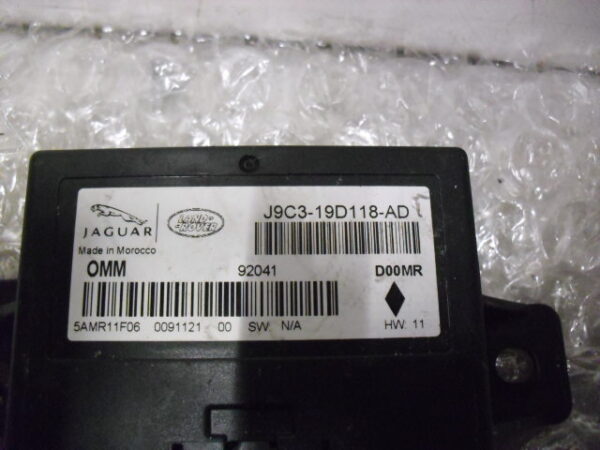 JAGUAR
LAND-ROVER
J9C3-19D118-AD
Made in Morocco
OMM 92041 D00MR
5AMR11F06 0091121 00 SW: N/A HW: 11